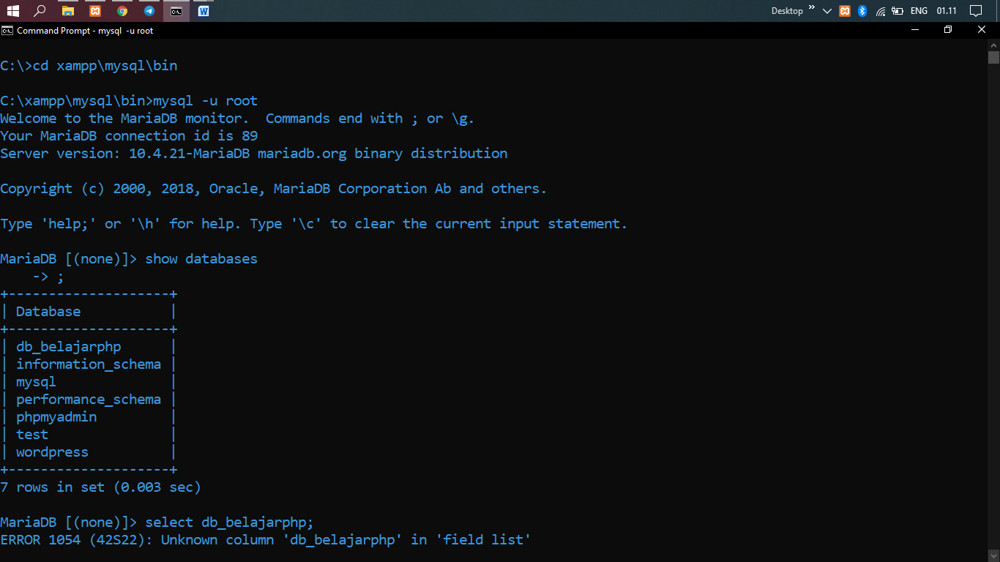 Desktop » ENG 01.11
Command Prompt - mysql -u root
C:\>cd xampp\mysql\bin
C:\xampp\mysql\bin>mysql -u root
Welcome to the MariaDB monitor.  Commands end with ; or \g.
Your MariaDB connection id is 89
Server version: 10.4.21-MariaDB mariadb.org binary distribution
Copyright (c) 2000, 2018, Oracle, MariaDB Corporation Ab and others.
Type 'help;' or '\h' for help. Type '\c' to clear the current input statement.
MariaDB [(none)]> show databases
    -> ;
+--------------------+
| Database           |
+--------------------+
| db_belajarphp      |
| information_schema |
| mysql              |
| performance_schema |
| phpmyadmin         |
| test               |
| wordpress          |
+--------------------+
7 rows in set (0.003 sec)
MariaDB [(none)]> select db_belajarphp;
ERROR 1054 (42S22): Unknown column 'db_belajarphp' in 'field list'